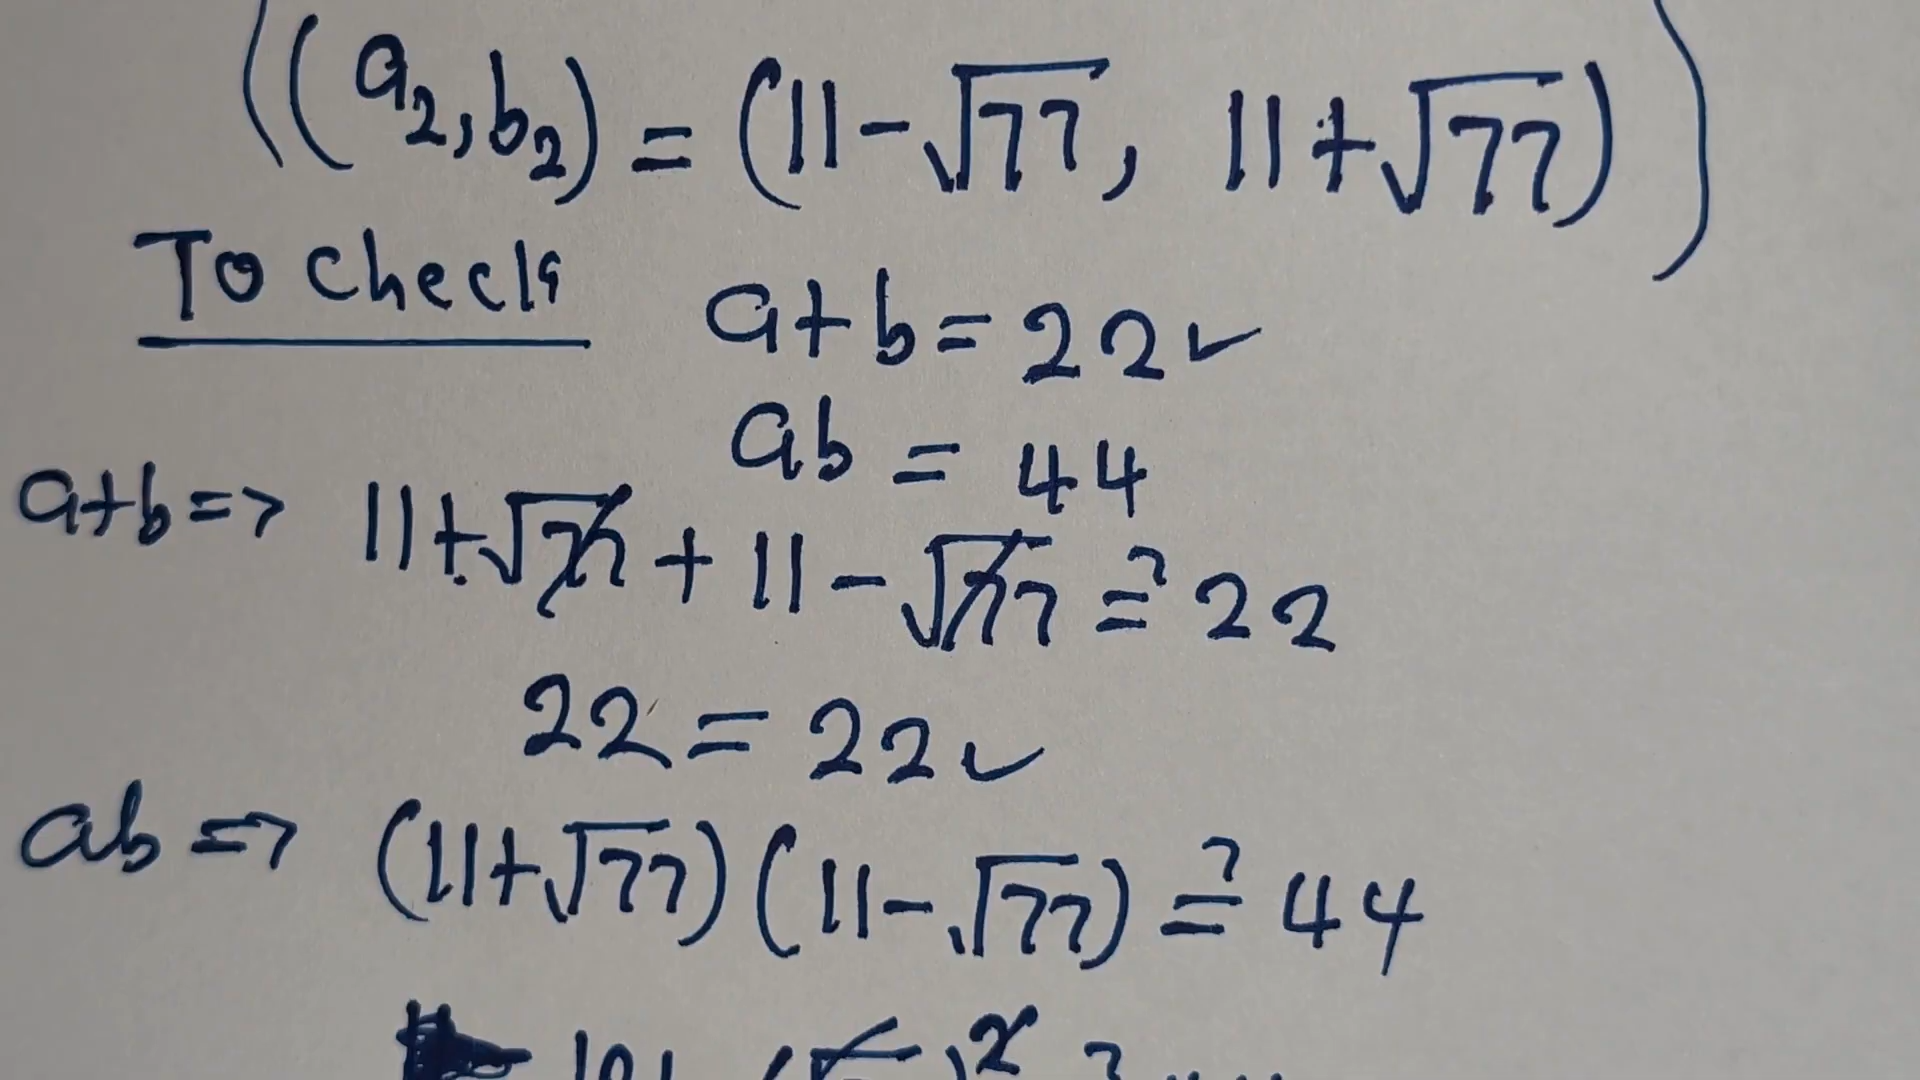 ((a₂, b₂) = (11-√77, 11+√77))
To check
a+b = 22 ✓
ab = 44
a+b => 11+√77 + 11-√77 ≟ 22
22 = 22 ✓
ab => (11+√77)(11-√77) ≟ 44